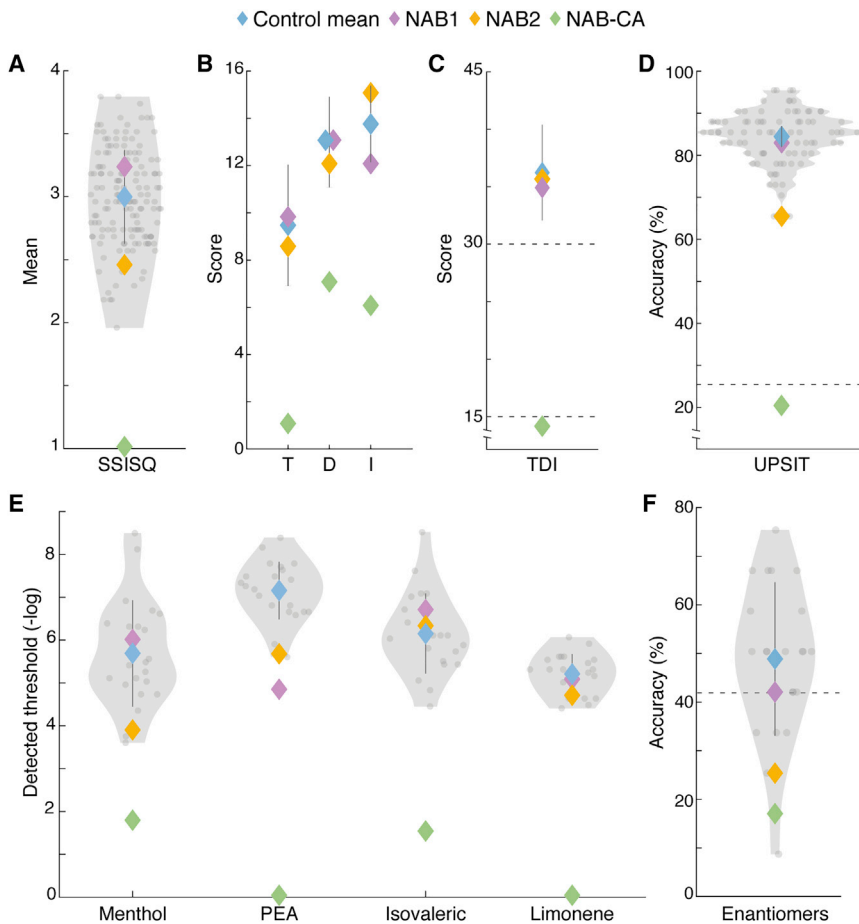 Control mean NAB1 NAB2 NAB-CA
A
4
3
2
1
Mean
SSISQ
B
16
12
8
4
0
Score
T D I
C
45
30
15
Score
TDI
D
100
80
60
40
20
Accuracy (%)
UPSIT
E
8
6
4
2
0
Detected threshold (-log)
Menthol PEA Isovaleric Limonene
F
80
60
40
20
0
Accuracy (%)
Enantiomers